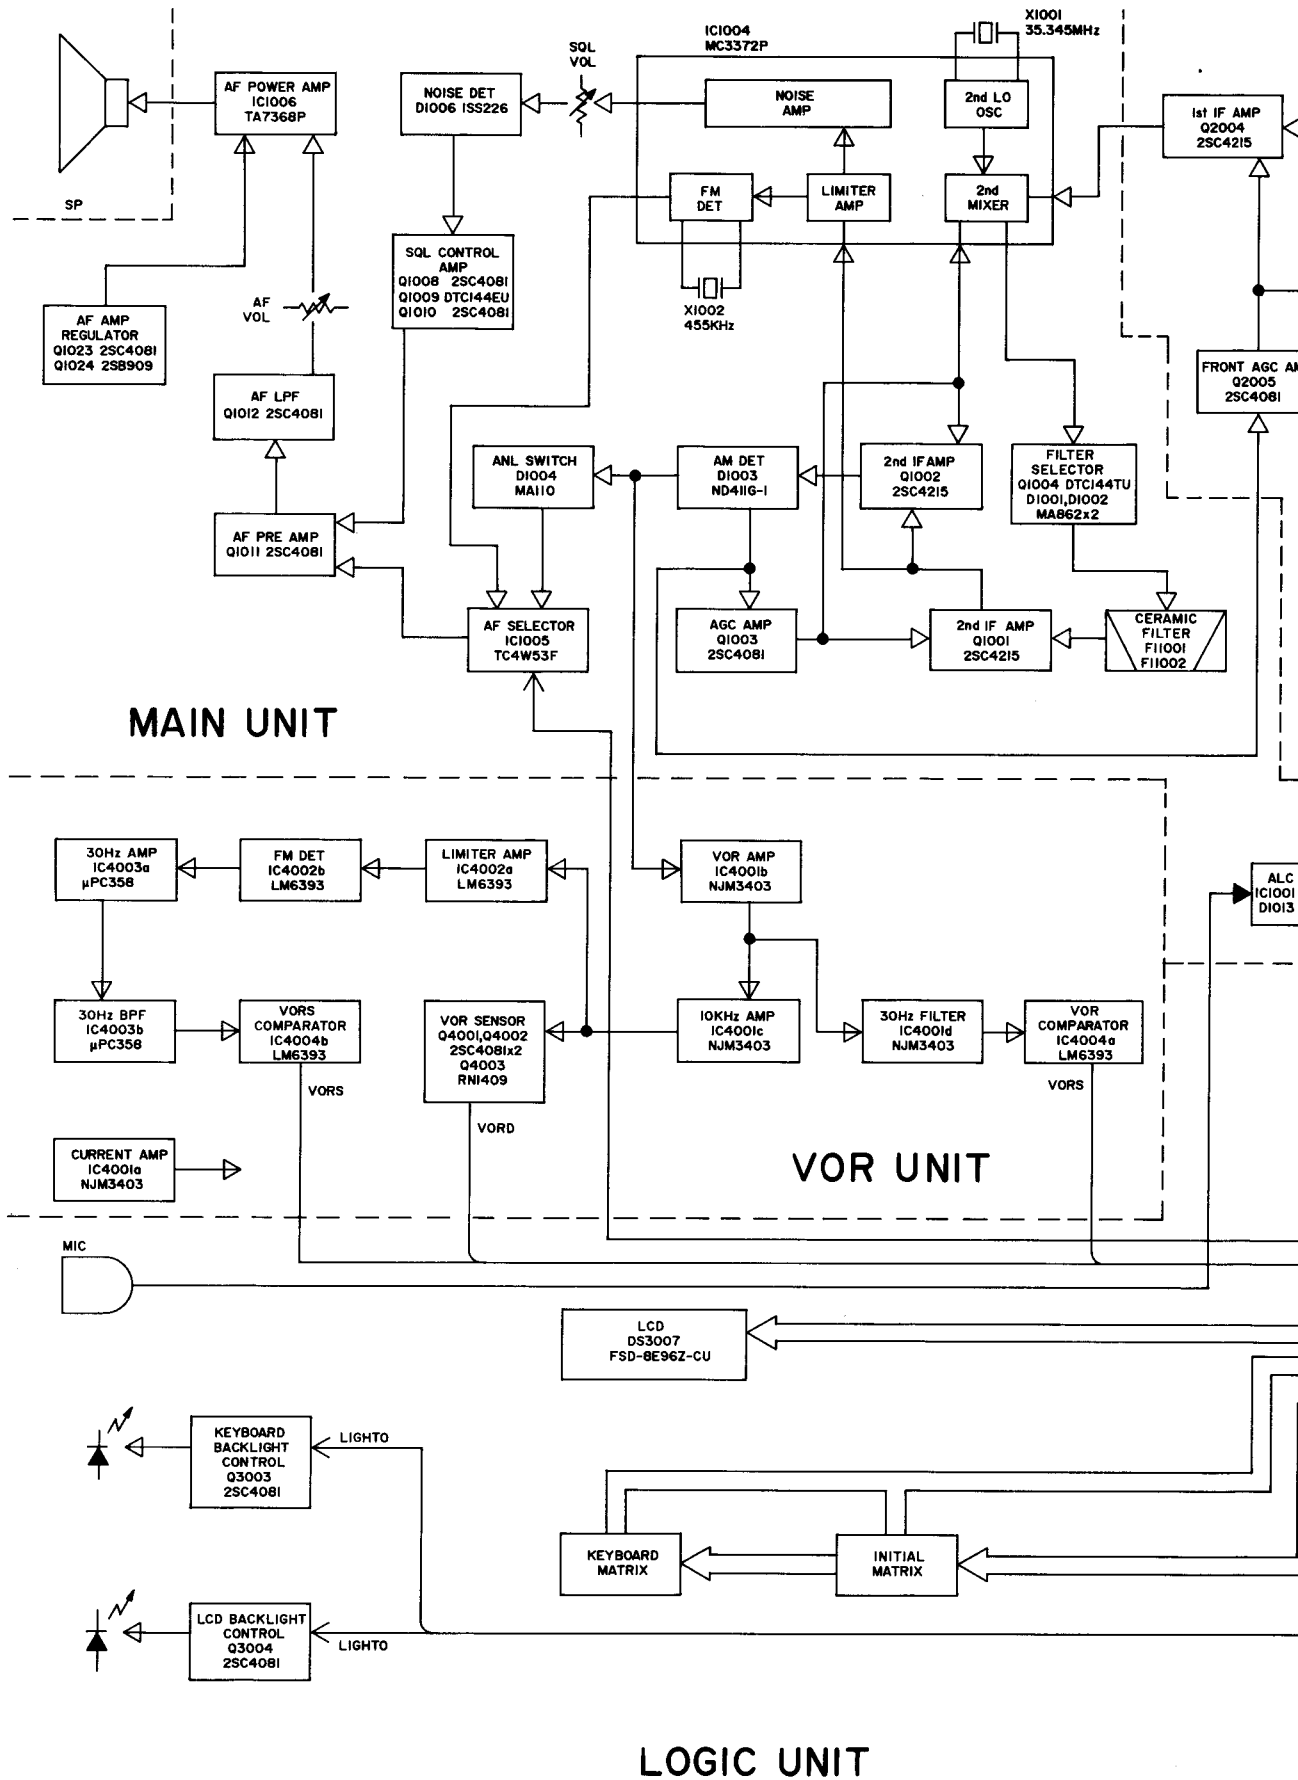 X1001
35.345MHz
IC1004
MC3372P
SQL
VOL
AF POWER AMP
IC1006
TA7368P
NOISE DET
D1006 ISS226
NOISE
AMP
2nd LO
OSC
1st IF AMP
Q2004
2SC4215
SP
FM
DET
LIMITER
AMP
2nd
MIXER
SQL CONTROL
AMP
Q1008 2SC4081
Q1009 DTC144EU
Q1010 2SC4081
X1002
455KHz
AF
VOL
AF AMP
REGULATOR
Q1023 2SC4081
Q1024 2SB909
FRONT AGC AM
Q2005
2SC4081
AF LPF
Q1012 2SC4081
ANL SWITCH
D1004
MA110
AM DET
D1003
ND411G-1
2nd IF AMP
Q1002
2SC4215
FILTER
SELECTOR
Q1004 DTC144TU
D1001,D1002
MA862x2
AF PRE AMP
Q1011 2SC4081
AF SELECTOR
IC1005
TC4W53F
AGC AMP
Q1003
2SC4081
2nd IF AMP
Q1001
2SC4215
CERAMIC
FILTER
FI1001
FI1002
MAIN UNIT
30Hz AMP
IC4003a
µPC358
FM DET
IC4002b
LM6393
LIMITER AMP
IC4002a
LM6393
VOR AMP
IC4001b
NJM3403
ALC
IC1001
D1013
30Hz BPF
IC4003b
µPC358
VORS
COMPARATOR
IC4004b
LM6393
VOR SENSOR
Q4001,Q4002
2SC4081x2
Q4003
RN1409
10KHz AMP
IC4001c
NJM3403
30Hz FILTER
IC4001d
NJM3403
VOR
COMPARATOR
IC4004a
LM6393
VORS
VORD
VORS
CURRENT AMP
IC4001a
NJM3403
VOR UNIT
MIC
LCD
DS3007
FSD-8E96Z-CU
KEYBOARD
BACKLIGHT
CONTROL
Q3003
2SC4081
LIGHTO
KEYBOARD
MATRIX
INITIAL
MATRIX
LCD BACKLIGHT
CONTROL
Q3004
2SC4081
LIGHTO
LOGIC UNIT